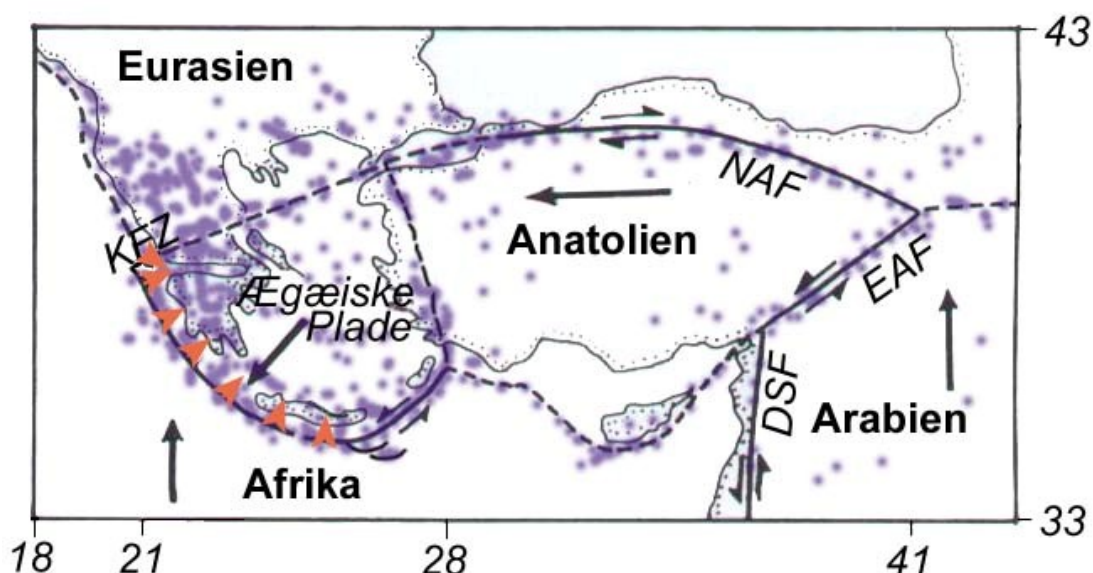 43
Eurasien
NAF
KFZ
Anatolien
EAF
Ægæiske
Plade
DSF
Arabien
Afrika
33
18
21
28
41